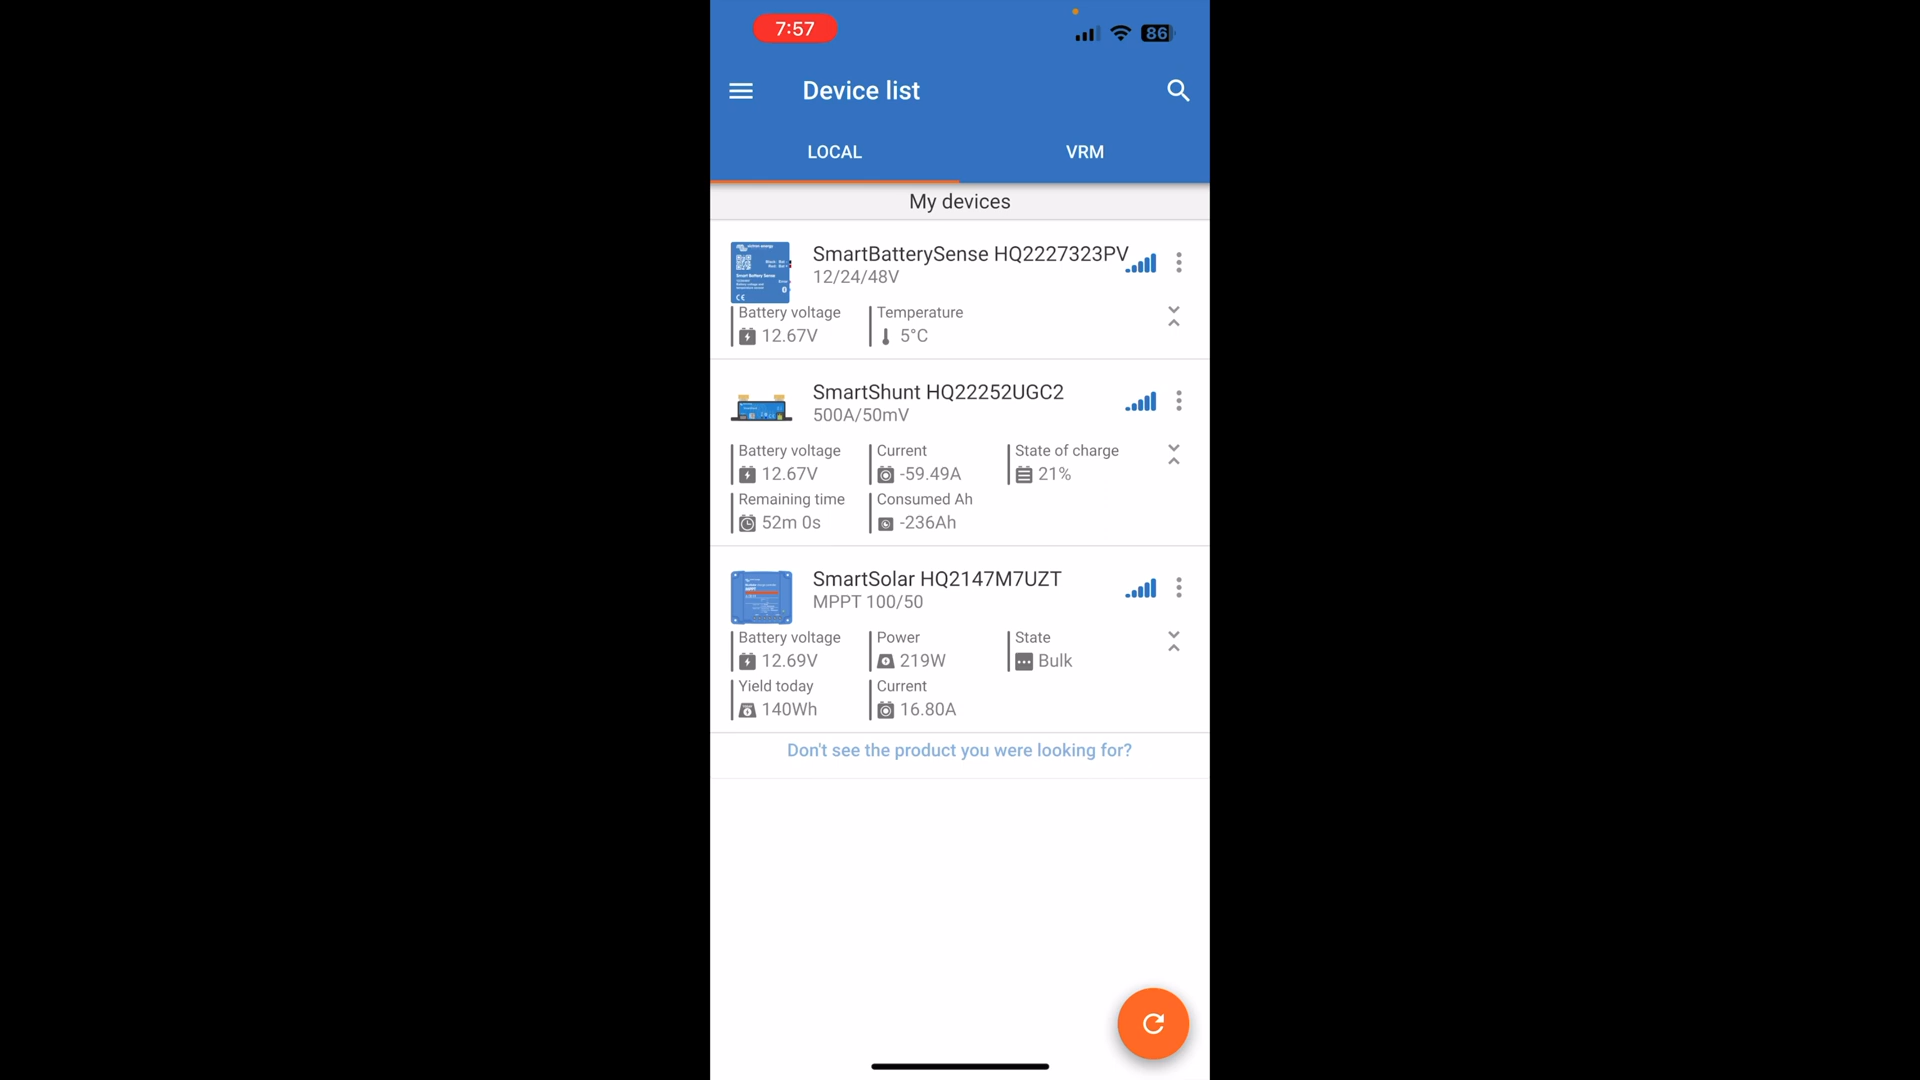 7:57
86
Device list
LOCAL
VRM
My devices
SmartBatterySense HQ2227323PV
12/24/48V
Battery voltage
Temperature
12.67V
5°C
SmartShunt HQ22252UGC2
500A/50mV
Battery voltage
Current
State of charge
12.67V
-59.49A
21%
Remaining time
Consumed Ah
52m 0s
-236Ah
SmartSolar HQ2147M7UZT
MPPT 100/50
Battery voltage
Power
State
12.69V
219W
Bulk
Yield today
Current
140Wh
16.80A
Don't see the product you were looking for?